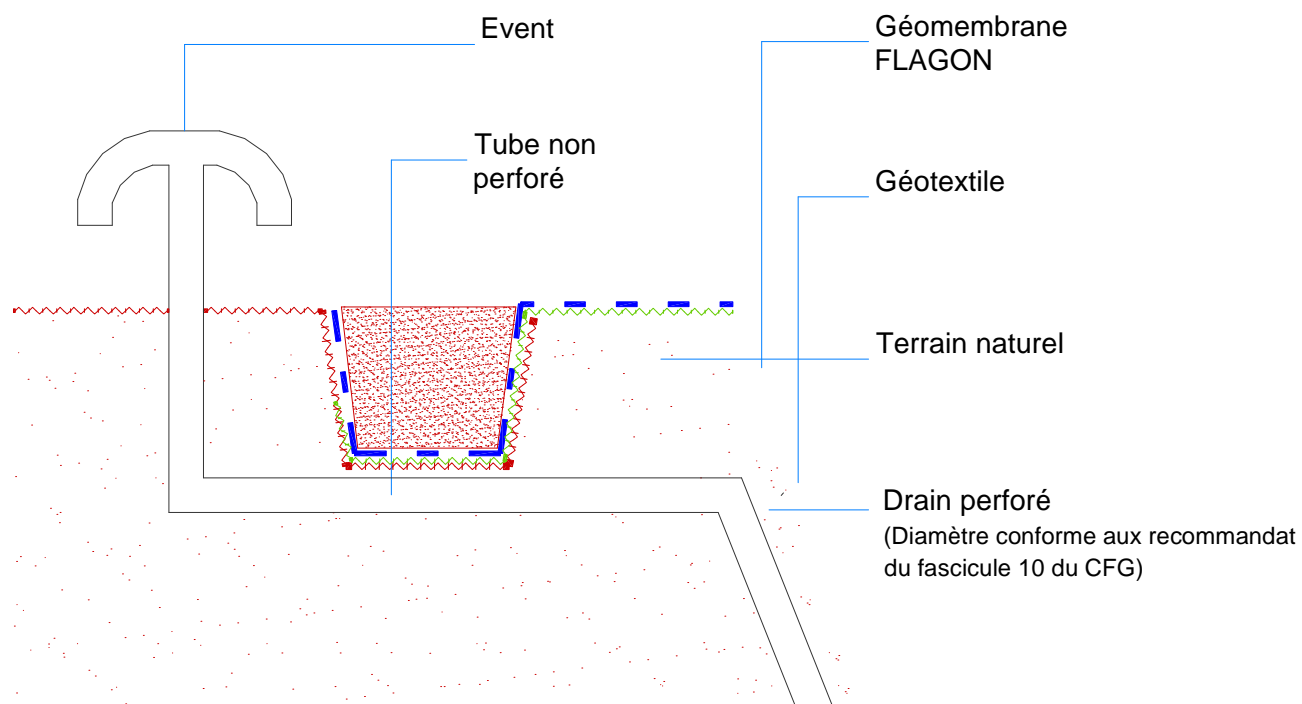 Event
Géomembrane
FLAGON
Tube non
perforé
Géotextile
Terrain naturel
Drain perforé
(Diamètre conforme aux recommandat
du fascicule 10 du CFG)